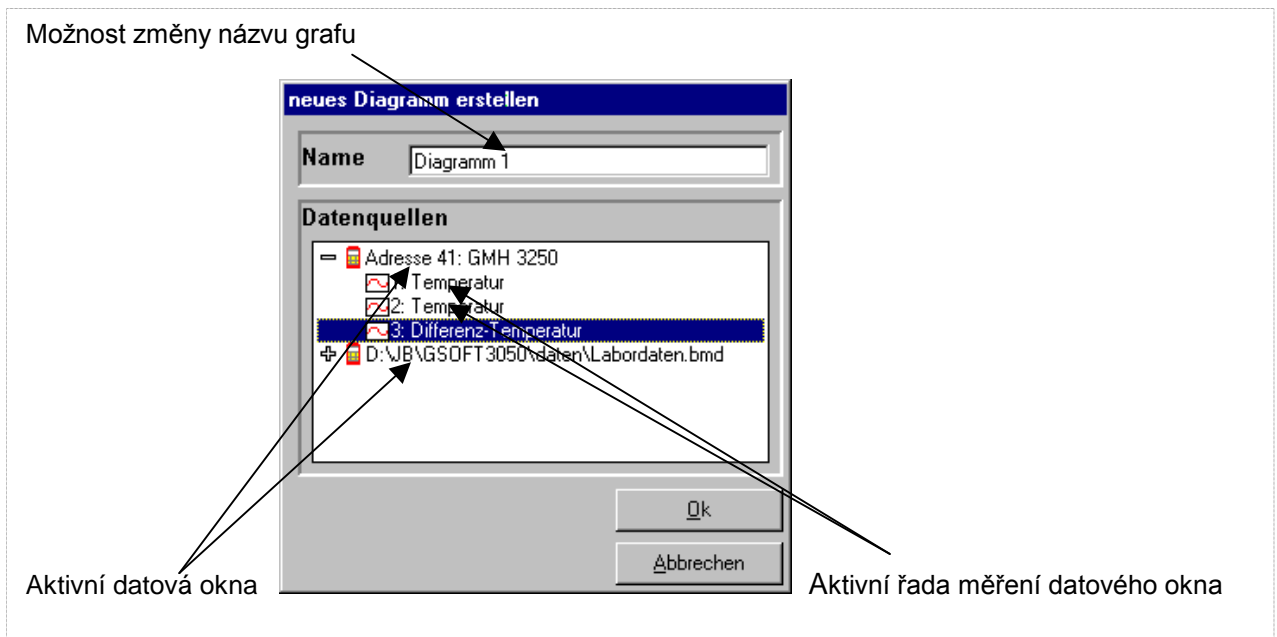 Možnost změny názvu grafu
neues Diagramm erstellen
Name
Diagramm 1
Datenquellen
Adresse 41: GMH 3250
1: Temperatur
2: Temperatur
3: Differenz-Temperatur
D:\JB\GSOFT3050\daten\Labordaten.bmd
Ok
Abbrechen
Aktivní datová okna
Aktivní řada měření datového okna